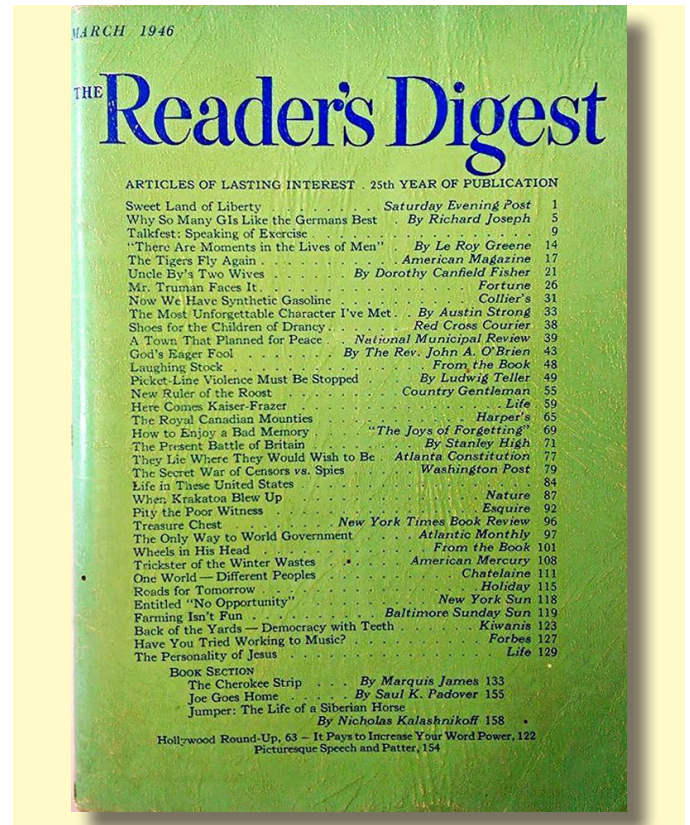 MARCH 1946
THE Reader's Digest
ARTICLES OF LASTING INTEREST . 25th YEAR OF PUBLICATION
Sweet Land of Liberty . . . . . . . . Saturday Evening Post 1
Why So Many GIs Like the Germans Best . By Richard Joseph 5
Talkfest: Speaking of Exercise . . . . . . . . . . . . 9
"There Are Moments in the Lives of Men" . By Le Roy Greene 14
The Tigers Fly Again . . . . . . . . . American Magazine 17
Uncle By's Two Wives . . . . . . By Dorothy Canfield Fisher 21
Mr. Truman Faces It . . . . . . . . . . . . . Fortune 26
Now We Have Synthetic Gasoline . . . . . . . . Collier's 31
The Most Unforgettable Character I've Met . . By Austin Strong 33
Shoes for the Children of Drancy . . . . . Red Cross Courier 38
A Town That Planned for Peace . . National Municipal Review 39
God's Eager Fool . . . . . . . By The Rev. John A. O'Brien 43
Laughing Stock . . . . . . . . . . . . From the Book 48
Picket-Line Violence Must Be Stopped . . . By Ludwig Teller 49
New Ruler of the Roost . . . . . . . . Country Gentleman 55
Here Comes Kaiser-Frazer . . . . . . . . . . . . Life 59
The Royal Canadian Mounties . . . . . . . . . Harper's 65
How to Enjoy a Bad Memory . . . "The Joys of Forgetting" 69
The Present Battle of Britain . . . . . . . By Stanley High 71
They Lie Where They Would Wish to Be . Atlanta Constitution 77
The Secret War of Censors vs. Spies . . . . Washington Post 79
Life in These United States . . . . . . . . . . . . . 84
When Krakatoa Blew Up . . . . . . . . . . . . Nature 87
Pity the Poor Witness . . . . . . . . . . . . . Esquire 92
Treasure Chest . . . . . . New York Times Book Review 96
The Only Way to World Government . . . . Atlantic Monthly 97
Wheels in His Head . . . . . . . . . . . From the Book 101
Trickster of the Winter Wastes . . . . . American Mercury 108
One World — Different Peoples . . . . . . . . Chatelaine 111
Roads for Tomorrow . . . . . . . . . . . . . Holiday 115
Entitled "No Opportunity" . . . . . . . . New York Sun 118
Farming Isn't Fun . . . . . . . . . Baltimore Sunday Sun 119
Back of the Yards — Democracy with Teeth . . . . . Kiwanis 123
Have You Tried Working to Music? . . . . . . . . Forbes 127
The Personality of Jesus . . . . . . . . . . . . . Life 129
BOOK SECTION
The Cherokee Strip . . . . By Marquis James 133
Joe Goes Home . . . . . By Saul K. Padover 155
Jumper: The Life of a Siberian Horse
By Nicholas Kalashnikoff 158
Hollywood Round-Up, 63 – It Pays to Increase Your Word Power, 122
Picturesque Speech and Patter, 154